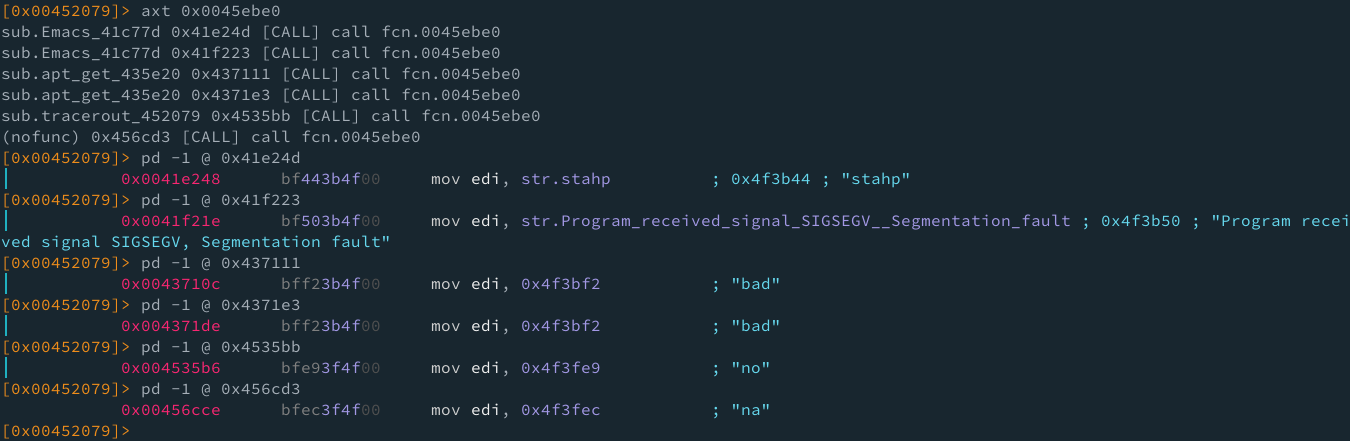 [0x00452079]> axt 0x0045ebe0
sub.Emacs_41c77d 0x41e24d [CALL] call fcn.0045ebe0
sub.Emacs_41c77d 0x41f223 [CALL] call fcn.0045ebe0
sub.apt_get_435e20 0x437111 [CALL] call fcn.0045ebe0
sub.apt_get_435e20 0x4371e3 [CALL] call fcn.0045ebe0
sub.tracerout_452079 0x4535bb [CALL] call fcn.0045ebe0
(nofunc) 0x456cd3 [CALL] call fcn.0045ebe0
[0x00452079]> pd -1 @ 0x41e24d
│ 0x0041e248 bf443b4f00 mov edi, str.stahp ; 0x4f3b44 ; "stahp"
[0x00452079]> pd -1 @ 0x41f223
│ 0x0041f21e bf503b4f00 mov edi, str.Program_received_signal_SIGSEGV__Segmentation_fault ; 0x4f3b50 ; "Program recei
ved signal SIGSEGV, Segmentation fault"
[0x00452079]> pd -1 @ 0x437111
│ 0x0043710c bff23b4f00 mov edi, 0x4f3bf2 ; "bad"
[0x00452079]> pd -1 @ 0x4371e3
│ 0x004371de bff23b4f00 mov edi, 0x4f3bf2 ; "bad"
[0x00452079]> pd -1 @ 0x4535bb
│ 0x004535b6 bfe93f4f00 mov edi, 0x4f3fe9 ; "no"
[0x00452079]> pd -1 @ 0x456cd3
0x00456cce bfec3f4f00 mov edi, 0x4f3fec ; "na"
[0x00452079]>